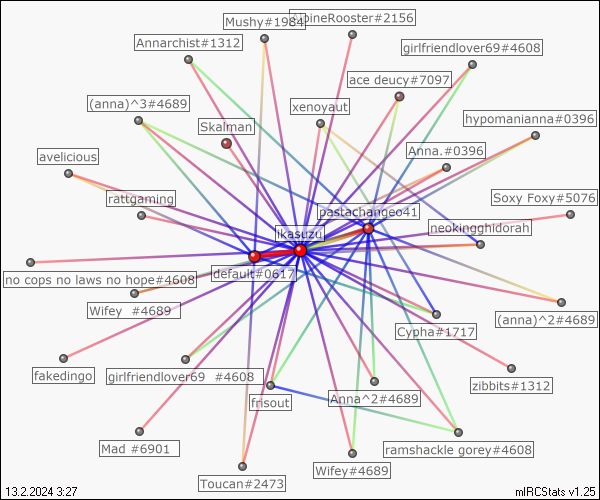 Mushy#1984
pineRooster#2156
Annarchist#1312
girlfriendlover69#4608
ace deucy#7097
(anna)^3#4689
xenoyaut
hypomanianna#0396
Skalman
Anna.#0396
avelicious
rattgaming
Soxy Foxy#5076
pastachangeo41
neokingghidorah
ikasuzu
default#0617
no cops no laws no hope#4608
Wifey #4689
(anna)^2#4689
Cypha#1717
fakedingo
girlfriendlover69 #4608
zibbits#1312
frisout
Anna^2#4689
Mad #6901
ramshackle gorey#4608
Toucan#2473
Wifey#4689
13.2.2024 3:27
mIRCStats v1.25